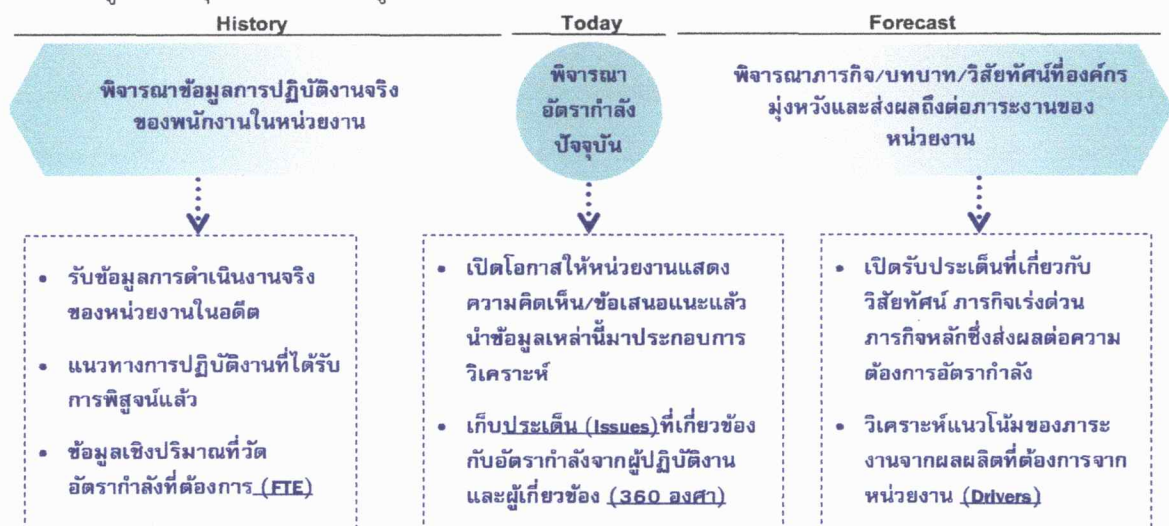 History
Today
Forecast
พิจารณาข้อมูลการปฏิบัติงานจริง
ของพนักงานในหน่วยงาน
พิจารณา
อัตรากำลัง
ปัจจุบัน
พิจารณาภารกิจ/บทบาท/วิสัยทัศน์ที่องค์กร
มุ่งหวังและส่งผลถึงต่อภาระงานของ
หน่วยงาน
• รับข้อมูลการดำเนินงานจริง
ของหน่วยงานในอดีต
• แนวทางการปฏิบัติงานที่ได้รับ
การพิสูจน์แล้ว
• ข้อมูลเชิงปริมาณที่วัด
อัตรากำลังที่ต้องการ (FTE)
• เปิดโอกาสให้หน่วยงานแสดง
ความคิดเห็น/ข้อเสนอแนะแล้ว
นำข้อมูลเหล่านี้มาประกอบการ
วิเคราะห์
• เก็บประเด็น (Issues)ที่เกี่ยวข้อง
กับอัตรากำลังจากผู้ปฏิบัติงาน
และผู้เกี่ยวข้อง (360 องศา)
• เปิดรับประเด็นที่เกี่ยวกับ
วิสัยทัศน์ ภารกิจเร่งด่วน
ภารกิจหลักซึ่งส่งผลต่อความ
ต้องการอัตรากำลัง
• วิเคราะห์แนวโน้มของภาระ
งานจากผลผลิตที่ต้องการจาก
หน่วยงาน (Drivers)